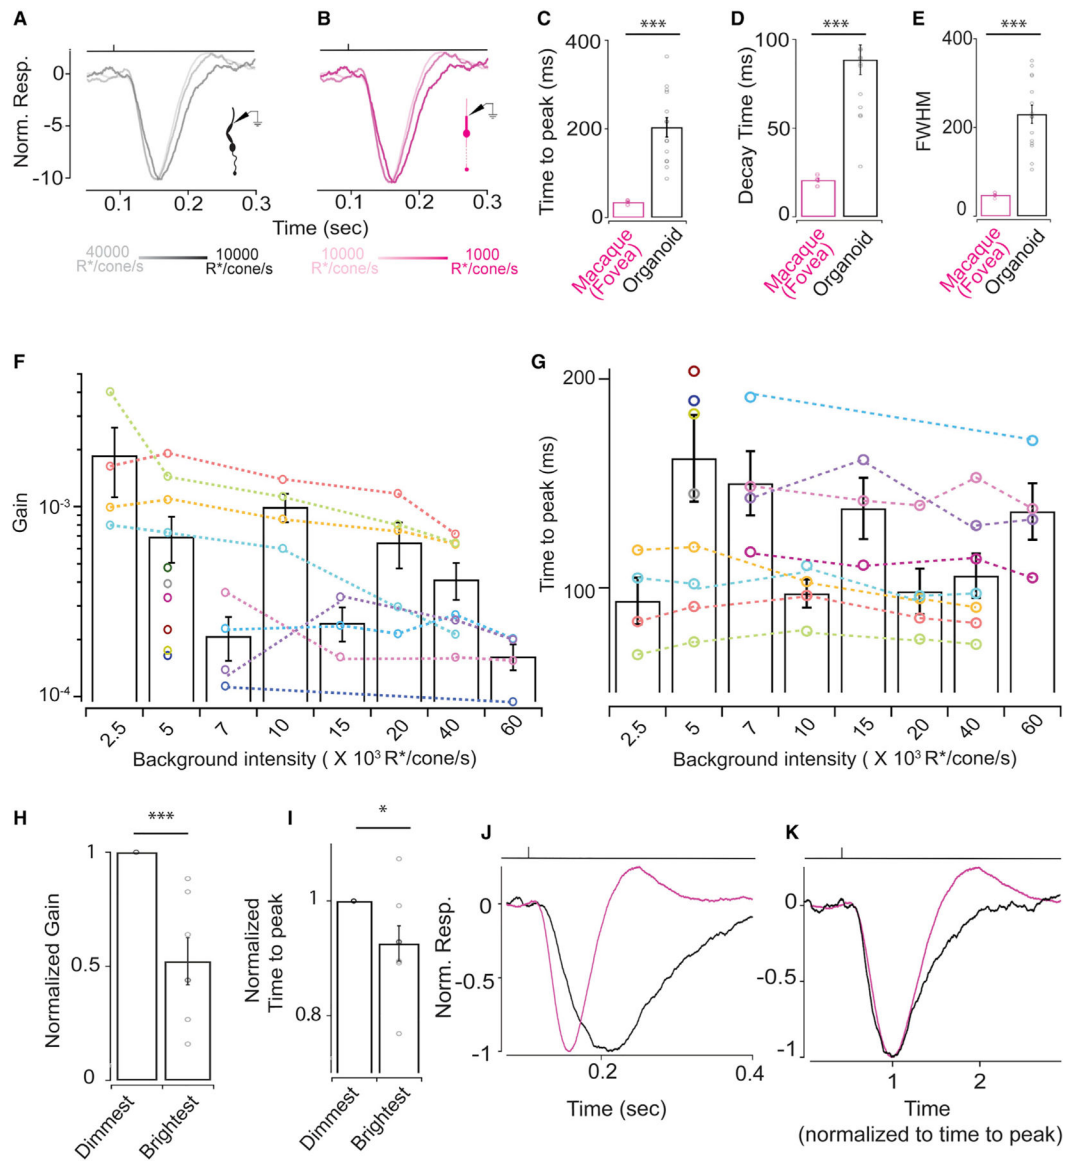 A
B
C
D
E
Norm. Resp.
0
-5
-10
0.1
0.2
0.3
0.1
0.2
0.3
Time (sec)
40000
R*/cone/s
10000
R*/cone/s
10000
R*/cone/s
1000
R*/cone/s
***
Time to peak (ms)
400
200
0
Macaque
(Fovea)
Organoid
***
Decay Time (ms)
100
50
0
Macaque
(Fovea)
Organoid
***
FWHM
400
200
0
Macaque
(Fovea)
Organoid
F
Gain
10-3
10-4
2.5
5
7
10
15
20
40
60
Background intensity ( X 103 R*/cone/s)
G
Time to peak (ms)
200
100
2.5
5
7
10
15
20
40
60
Background intensity ( X 103 R*/cone/s)
H
***
Normalized Gain
1
0.5
0
Dimmest
Brightest
I
*
Normalized
Time to peak
1
0.8
Dimmest
Brightest
J
Norm. Resp.
0
-0.5
-1
0.2
0.4
Time (sec)
K
0
-0.5
-1
1
2
Time
(normalized to time to peak)